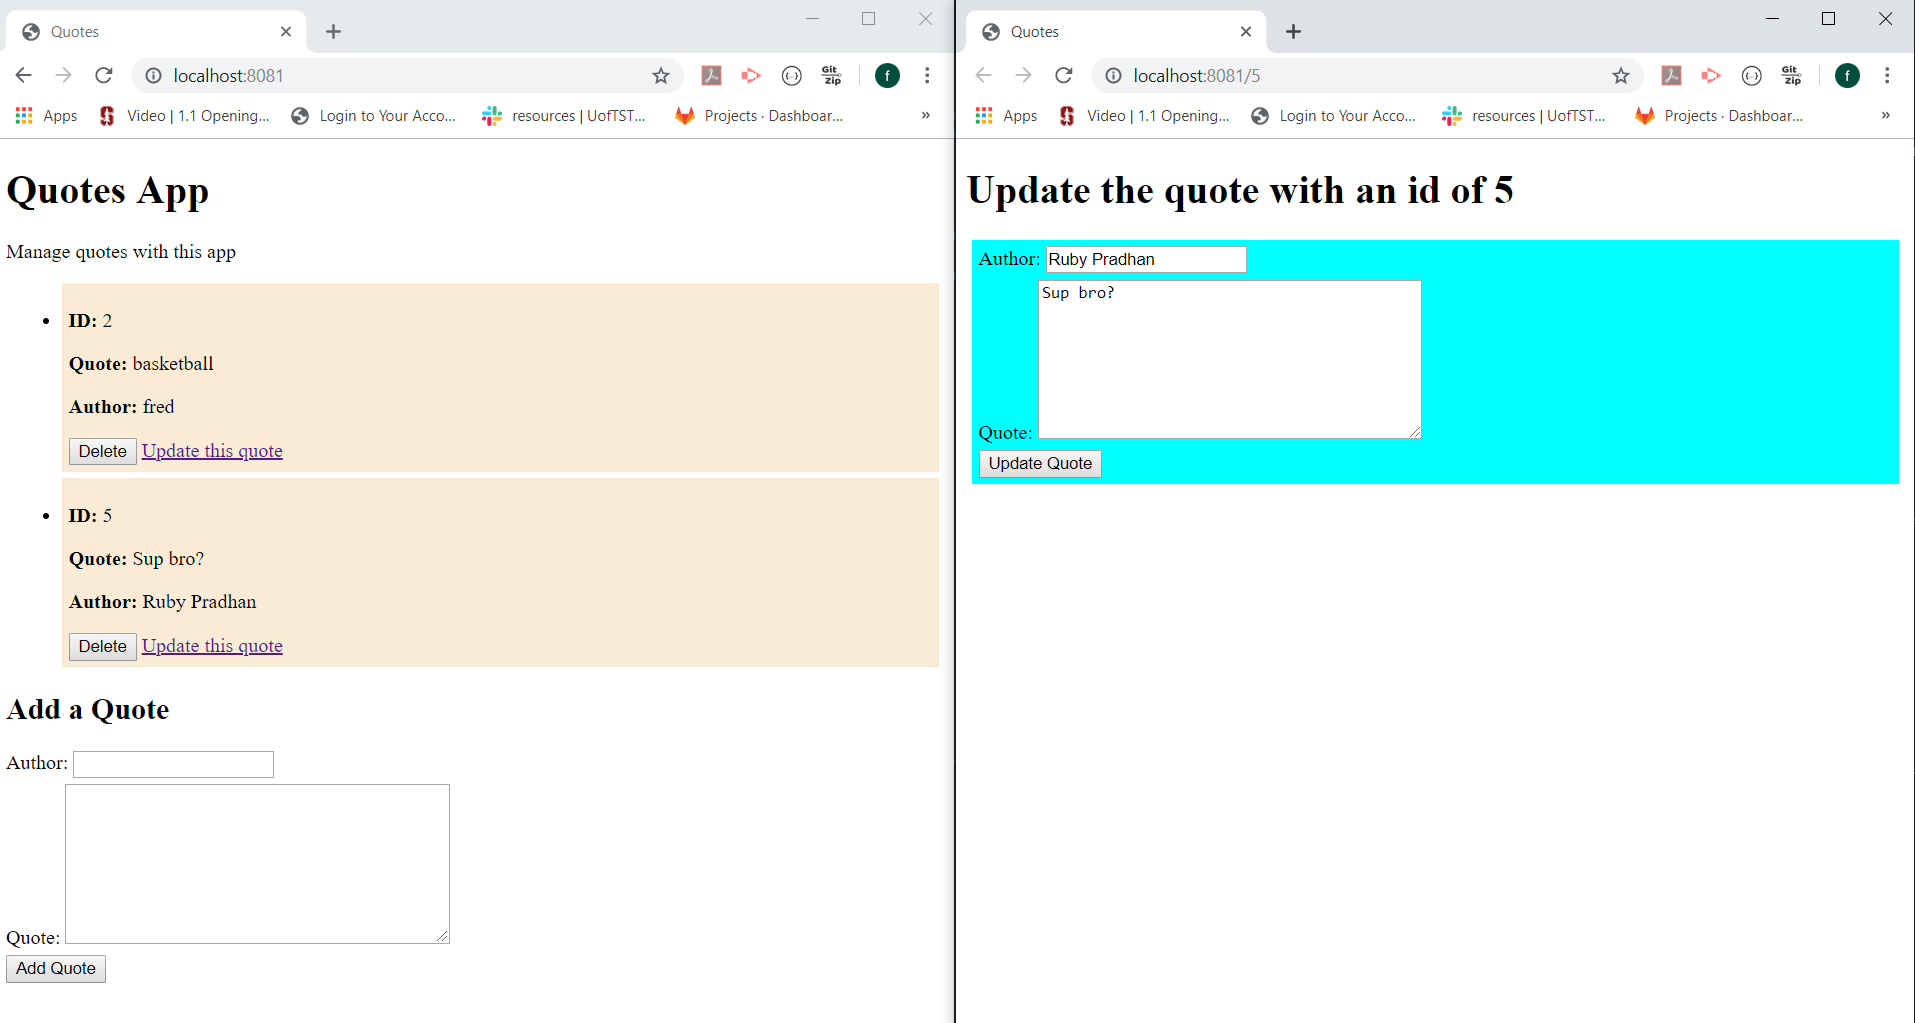 Quotes
localhost:8081
Git Zip
f
Apps
Video | 1.1 Opening...
Login to Your Acco...
resources | UofTST...
Projects · Dashboar...
»
Quotes App
Manage quotes with this app
ID: 2
Quote: basketball
Author: fred
Delete Update this quote
ID: 5
Quote: Sup bro?
Author: Ruby Pradhan
Delete Update this quote
Add a Quote
Author:
Quote:
Add Quote
Quotes
localhost:8081/5
Git Zip
f
Apps
Video | 1.1 Opening...
Login to Your Acco...
resources | UofTST...
Projects · Dashboar...
»
Update the quote with an id of 5
Author: Ruby Pradhan
Sup bro?
Quote:
Update Quote